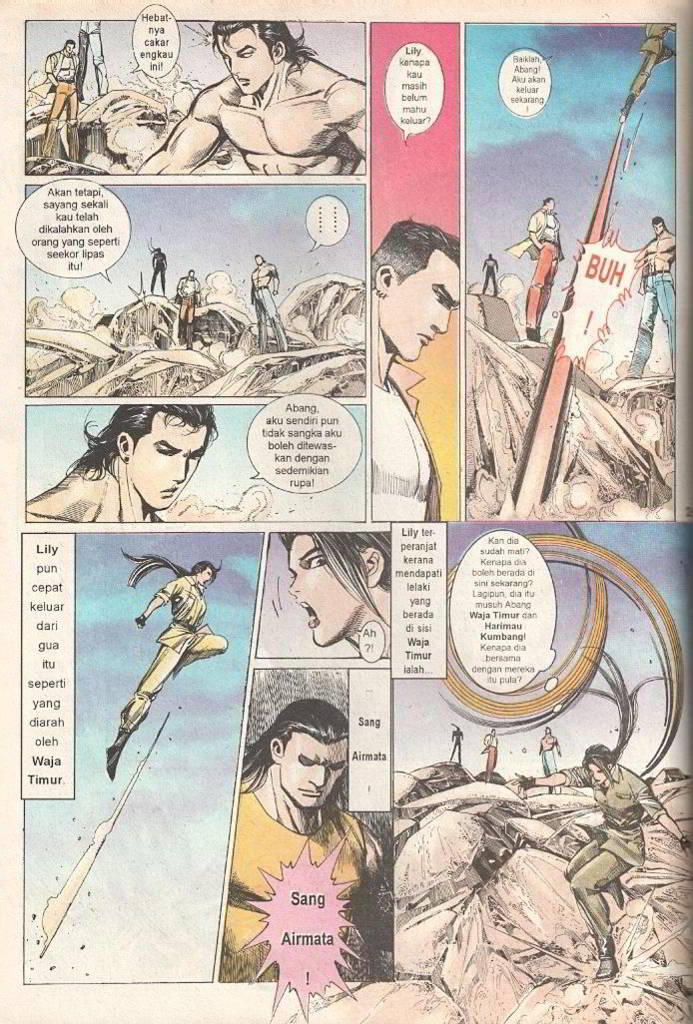 Hebat-
nya
cakar
engkau
ini!
Akan tetapi,
sayang sekali
kau telah
dikalahkan oleh
orang yang seperti
seekor lipas
itu!
Abang,
aku sendiri pun
tidak sangka aku
boleh ditewas-
kan dengan
sedemikian
rupa!
Lily
kenapa
kau
masih
belum
mahu
keluar?
Baiklah,
Abang!
Aku akan
keluar
sekarang
!
BUH
!
Lily
pun
cepat
keluar
dari
gua
itu
seperti
yang
diarah
oleh
Waja
Timur.
Ah
?!
Lily ter-
peranjat
kerana
mendapati
lelaki
yang
berada
di sisi
Waja
Timur
ialah...
Sang
Airmata
!
Sang
Airmata
!
Kan dia
sudah mati?
Kenapa dia
boleh berada di
sini sekarang?
Lagipun, dia itu
musuh Abang
Waja Timur dan
Harimau
Kumbang!
Kenapa dia
bersama
dengan mereka
itu pula?